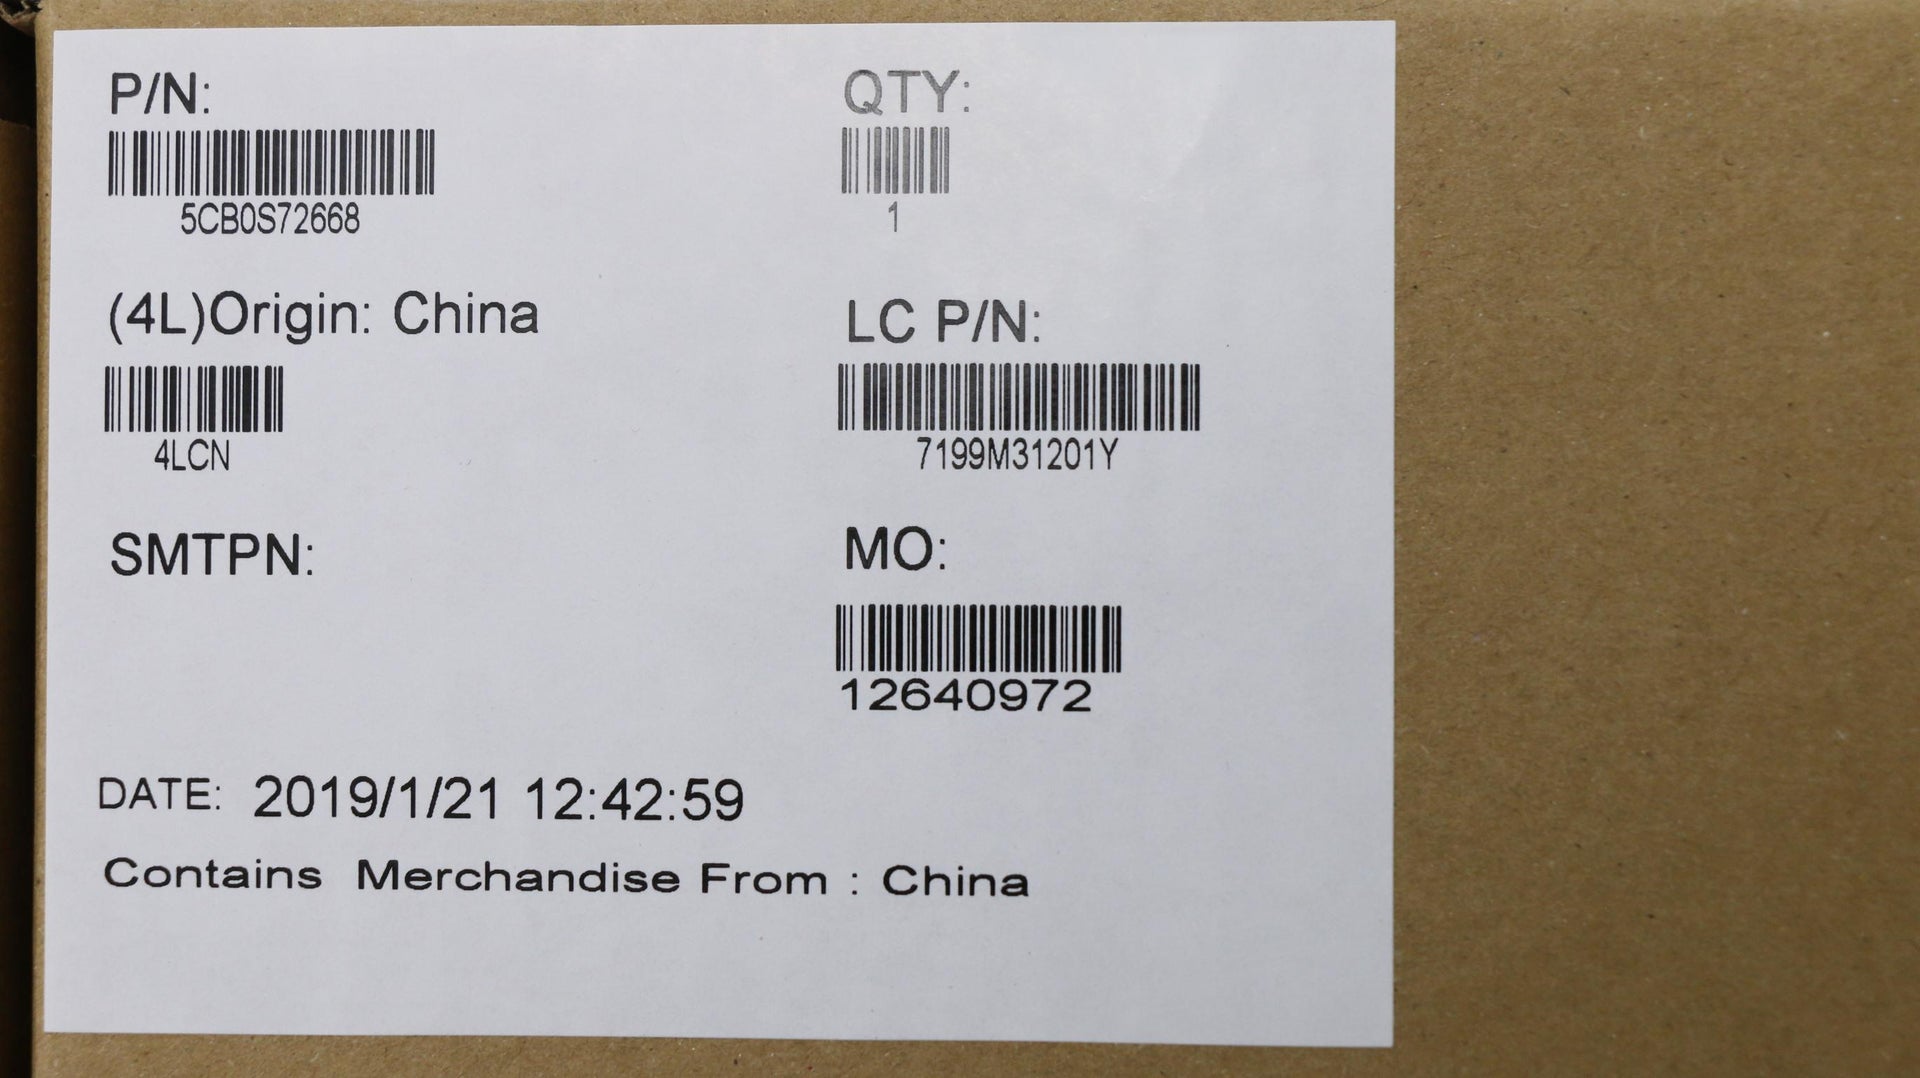 P/N:
5CB0S72668
QTY:
1
(4L)Origin: China
4LCN
LC P/N:
7199M31201Y
SMTPN:
MO:
12640972
DATE: 2019/1/21 12:42:59
Contains Merchandise From : China